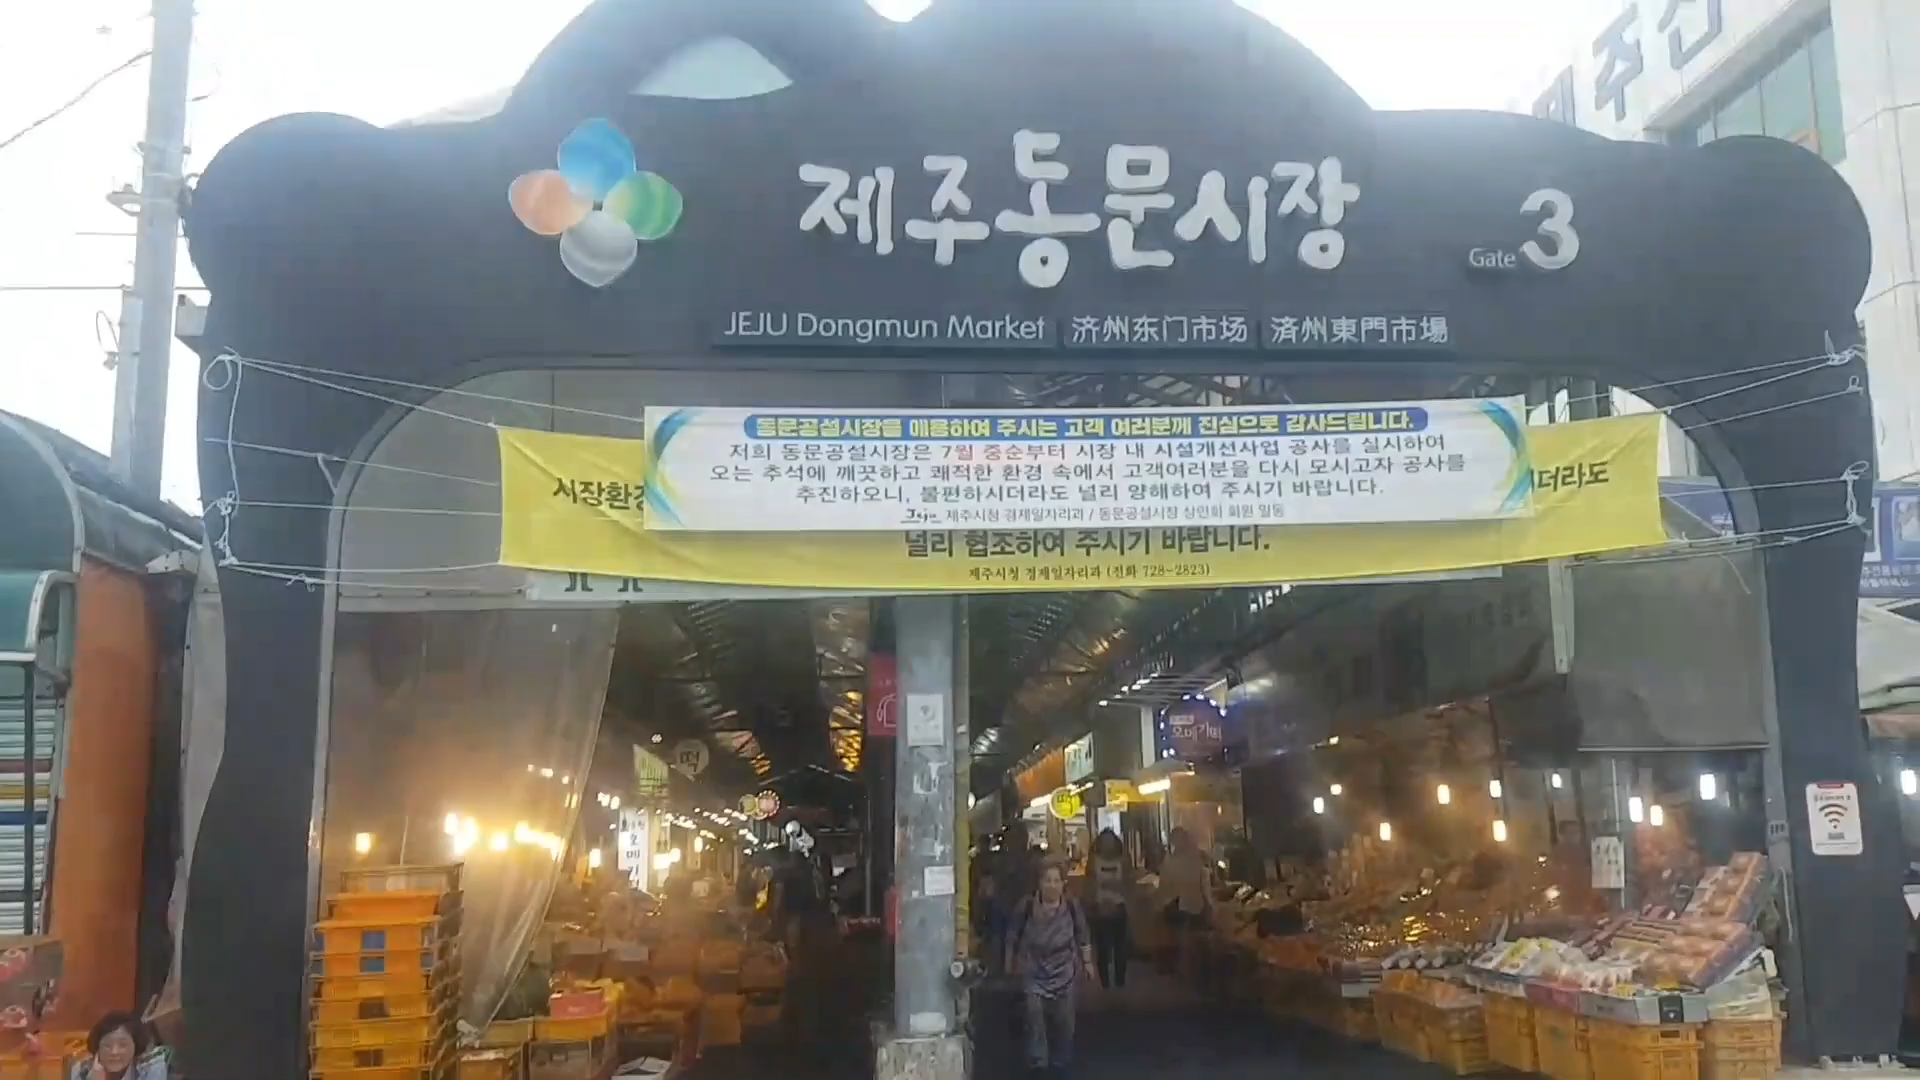 제주동문시장
Gate 3
JEJU Dongmun Market 济州东门市场 済州東門市場
동문공설시장을 애용하여 주시는 고객 여러분께 진심으로 감사드립니다.
저희 동문공설시장은 7월 중순부터 시장 내 시설개선사업 공사를 실시하여
오는 추석에 깨끗하고 쾌적한 환경 속에서 고객여러분을 다시 모시고자 공사를
추진하오니, 불편하시더라도 널리 양해하여 주시기 바랍니다.
Jeju 제주시청 경제일자리과 / 동문공설시장 상인회 회원 일동
시장환경
시더라도
널리 협조하여 주시기 바랍니다.
제주시청 경제일자리과 (전화 728-2823)
오메기떡
떡